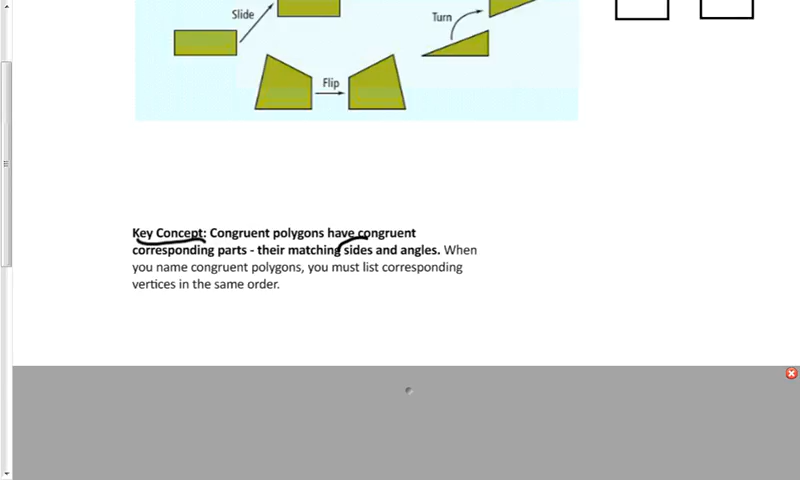 Slide
Turn
Flip
Key Concept: Congruent polygons have congruent
corresponding parts - their matching sides and angles. When
you name congruent polygons, you must list corresponding
vertices in the same order.